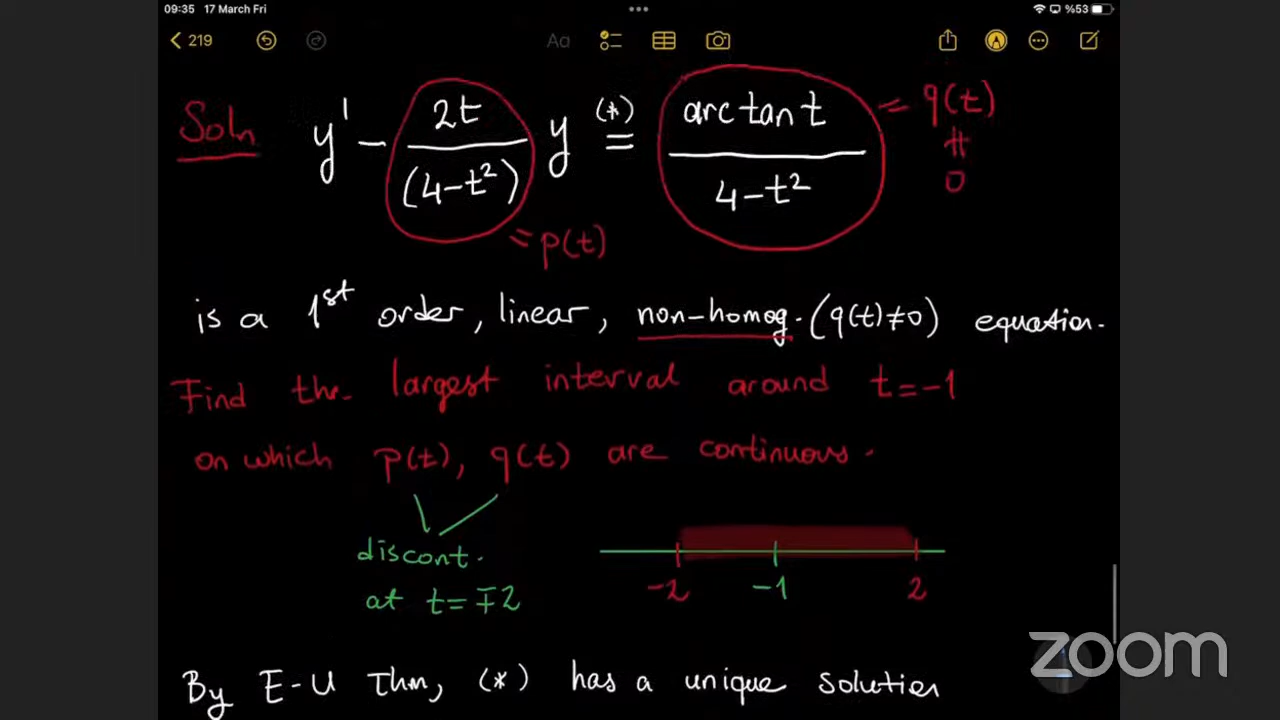 09:35 17 March Fri %53
219 Aa
Soln y' - 2t/(4-t²) y (*)= arctan t/4-t² = q(t) ≠ 0
= p(t)
is a 1st order, linear, non-homog. (q(t)≠0) equation.
Find the largest interval around t=-1
on which p(t), q(t) are continuous.
discont.
at t=∓2
-2 -1 2
zoom
By E-U Thm, (*) has a unique solution